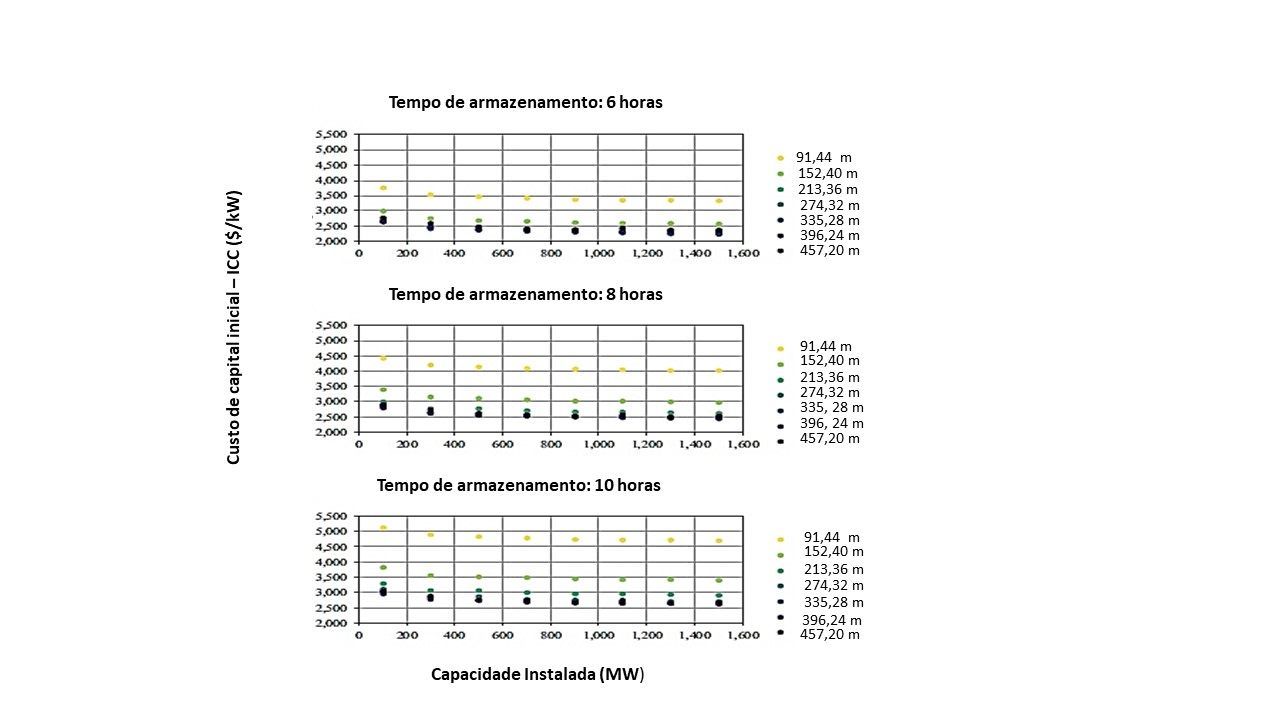 Tempo de armazenamento: 6 horas
5,500
5,000
4,500
4,000
3,500
3,000
2,500
2,000
0 200 400 600 800 1,000 1,200 1,400 1,600
91,44 m
152,40 m
213,36 m
274,32 m
335,28 m
396,24 m
457,20 m
Custo de capital inicial – ICC ($/kW)
Tempo de armazenamento: 8 horas
5,500
5,000
4,500
4,000
3,500
3,000
2,500
2,000
0 200 400 600 800 1,000 1,200 1,400 1,600
91,44 m
152,40 m
213,36 m
274,32 m
335, 28 m
396, 24 m
457,20 m
Tempo de armazenamento: 10 horas
5,500
5,000
4,500
4,000
3,500
3,000
2,500
2,000
0 200 400 600 800 1,000 1,200 1,400 1,600
91,44 m
152,40 m
213,36 m
274,32 m
335,28 m
396,24 m
457,20 m
Capacidade Instalada (MW)